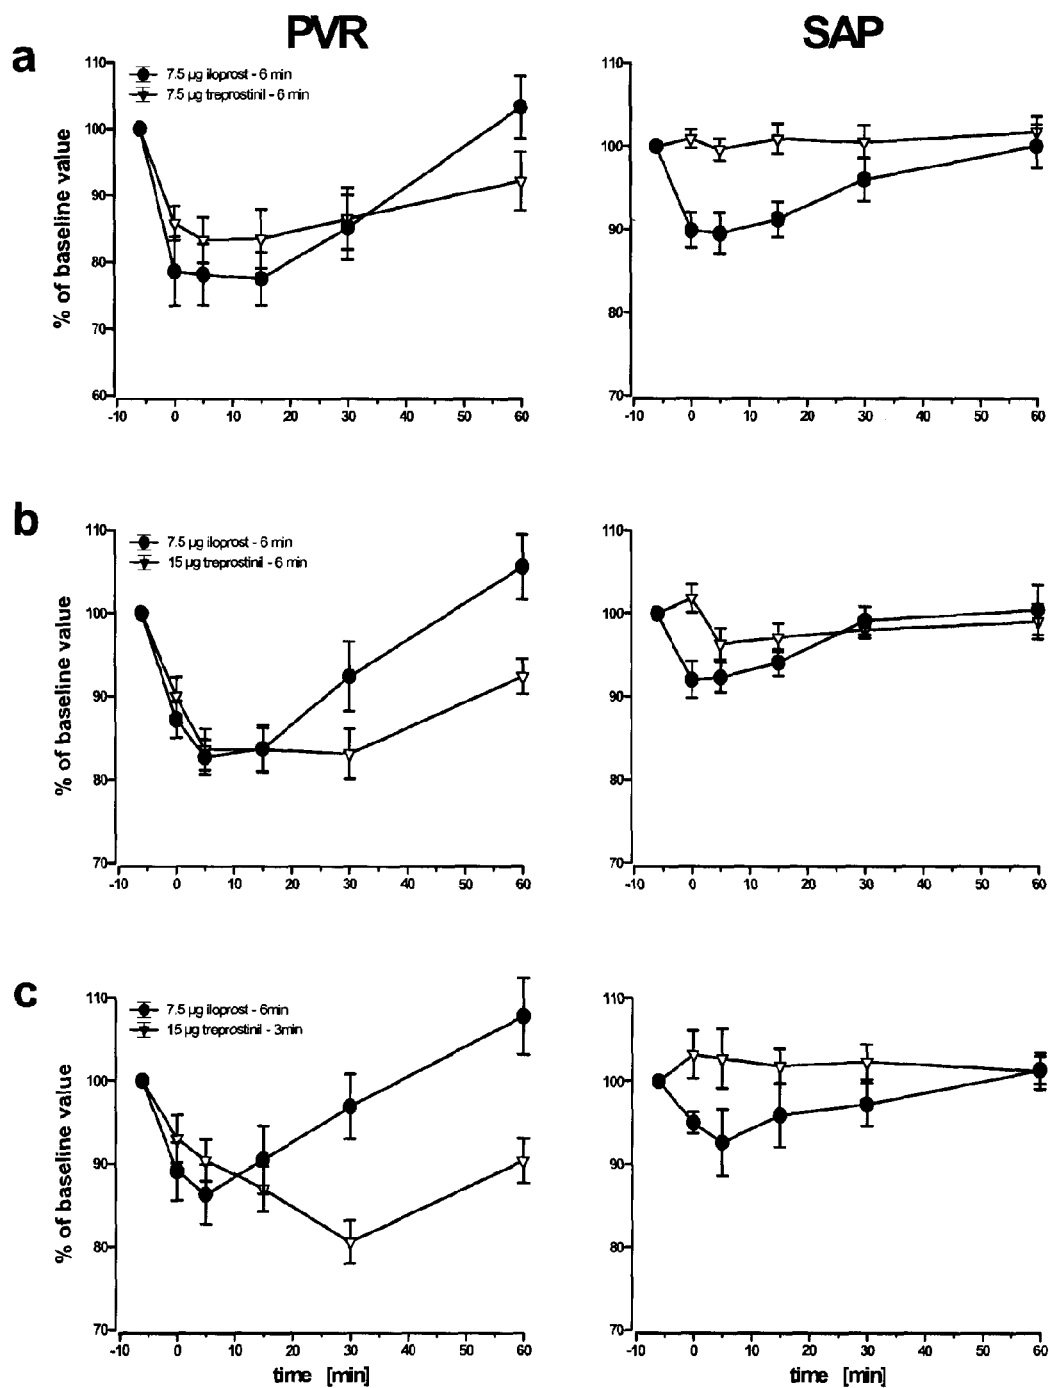 PVR SAP
a
110 7.5 µg iloprost - 6 min 110
7.5 µg treprostinil - 6 min
100 100
90 90
80 80
70
60 70
% of baseline value
-10 0 10 20 30 40 50 60 -10 0 10 20 30 40 50 60
b
110 7.5 µg iloprost - 6 min 110
15 µg treprostinil - 6 min
100 100
90 90
80 80
70 70
% of baseline value
-10 0 10 20 30 40 50 60 -10 0 10 20 30 40 50 60
c
110 7.5 µg iloprost - 6min 110
15 µg treprostinil - 3min
100 100
90 90
80 80
70 70
% of baseline value
-10 0 10 20 30 40 50 60 -10 0 10 20 30 40 50 60
time [min] time [min]